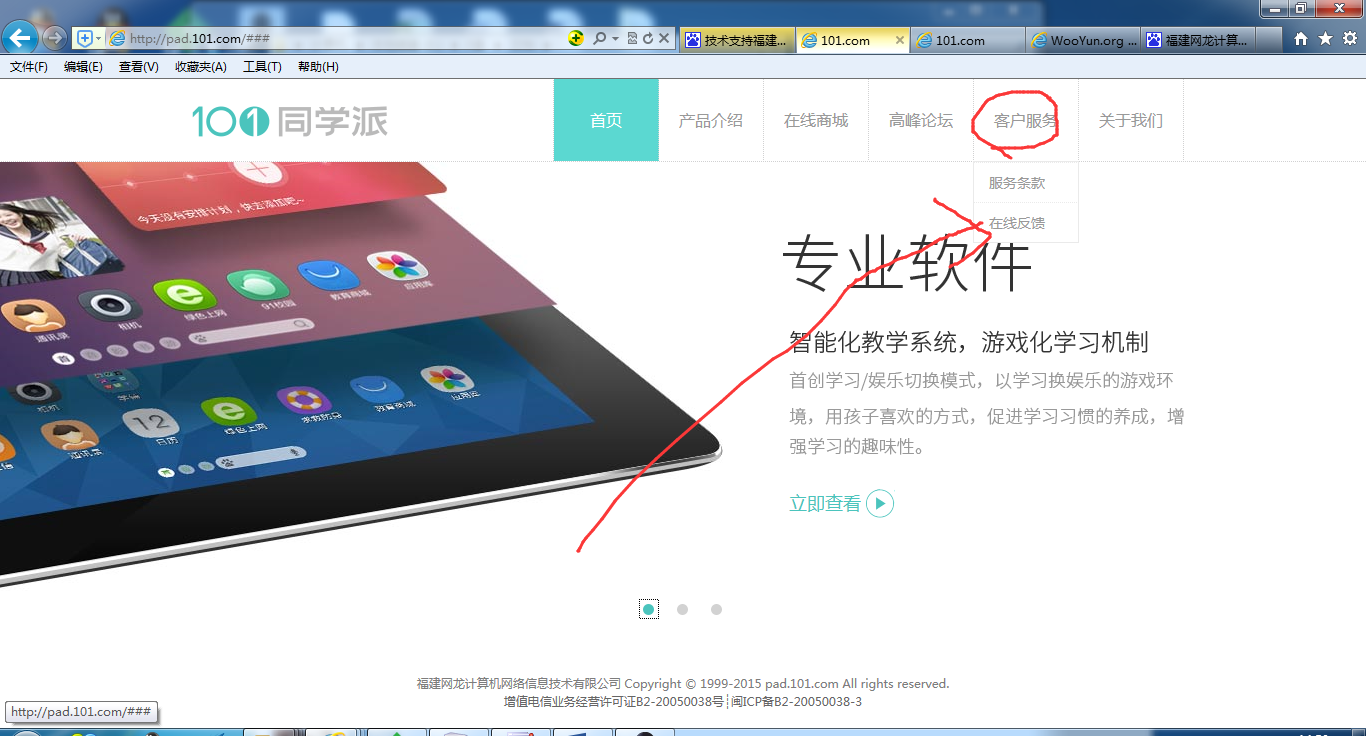 http://pad.101.com/###
技术支持福建...
101.com
101.com
WooYun.org ...
福建网龙计算...
文件(F) 编辑(E) 查看(V) 收藏夹(A) 工具(T) 帮助(H)
101 同学派
首页 产品介绍 在线商城 高峰论坛 客户服务 关于我们
服务条款
在线反馈
今天没有安排计划，快去添加吧~
通讯录 相机 绿色上网 91校园 教育商城 应用库
首
相机 学霸
通讯录 12 日历 绿色上网 教育商城 应用库
专业软件
智能化教学系统，游戏化学习机制
首创学习/娱乐切换模式，以学习换娱乐的游戏环
境，用孩子喜欢的方式，促进学习习惯的养成，增
强学习的趣味性。
立即查看
福建网龙计算机网络信息技术有限公司 Copyright © 1999-2015 pad.101.com All rights reserved.
增值电信业务经营许可证B2-20050038号 闽ICP备B2-20050038-3
http://pad.101.com/###